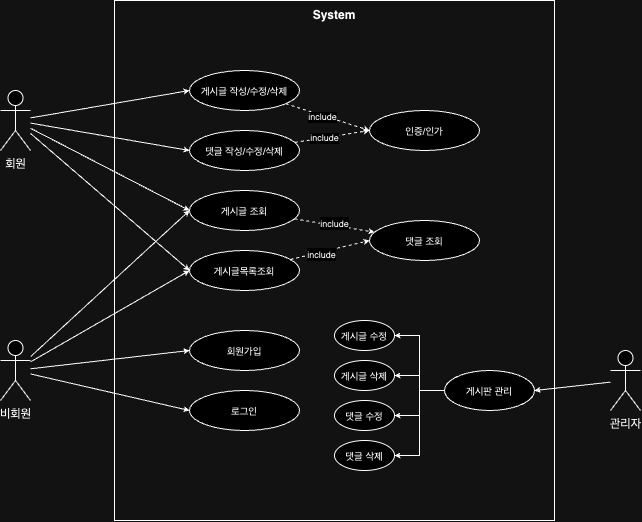 System
게시글 작성/수정/삭제
include
인증/인가
회원
댓글 작성/수정/삭제
include
게시글 조회
include
댓글 조회
게시글목록조회
include
비회원
회원가입
로그인
게시글 수정
게시글 삭제
댓글 수정
댓글 삭제
게시판 관리
관리자